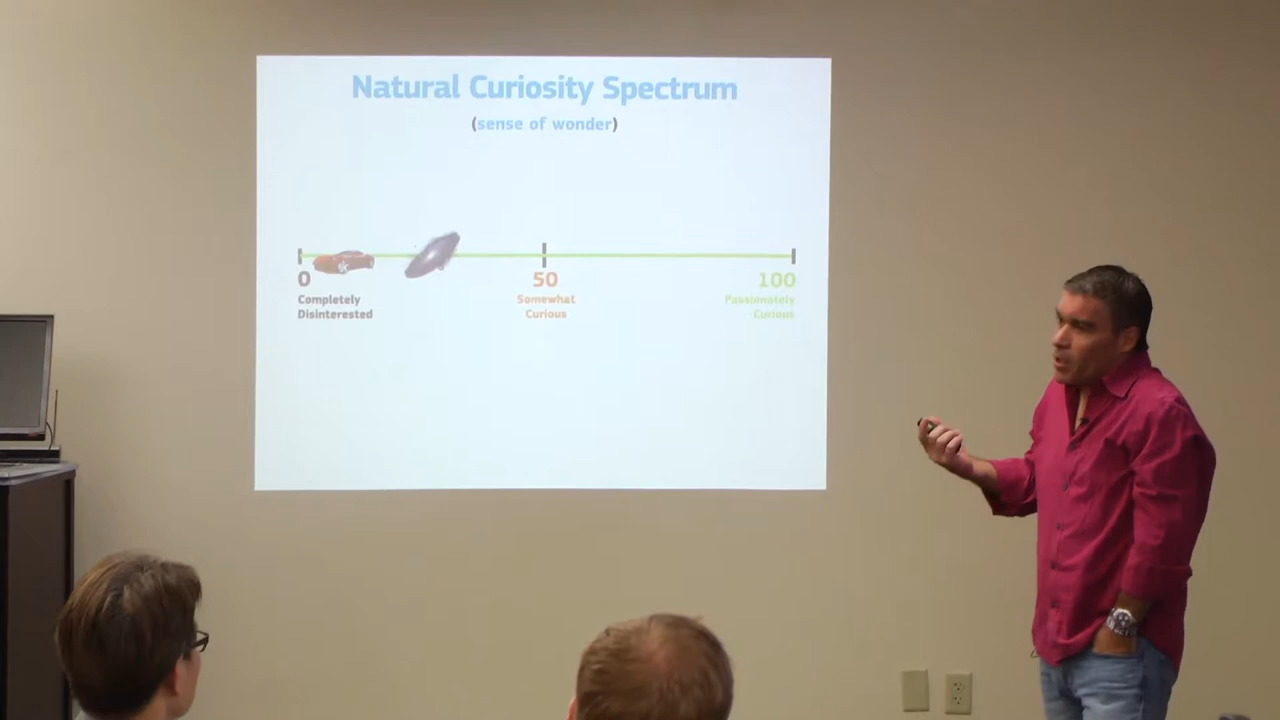 Natural Curiosity Spectrum
(sense of wonder)
0
Completely
Disinterested
50
Somewhat
Curious
100
Passionately
Curious